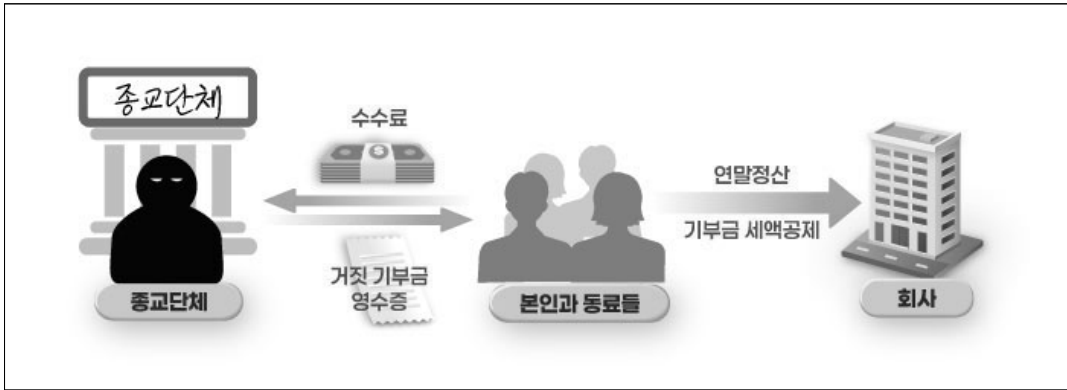 종교단체
수수료
$
거짓 기부금
영수증
연말정산
기부금 세액공제
종교단체
본인과 동료들
회사